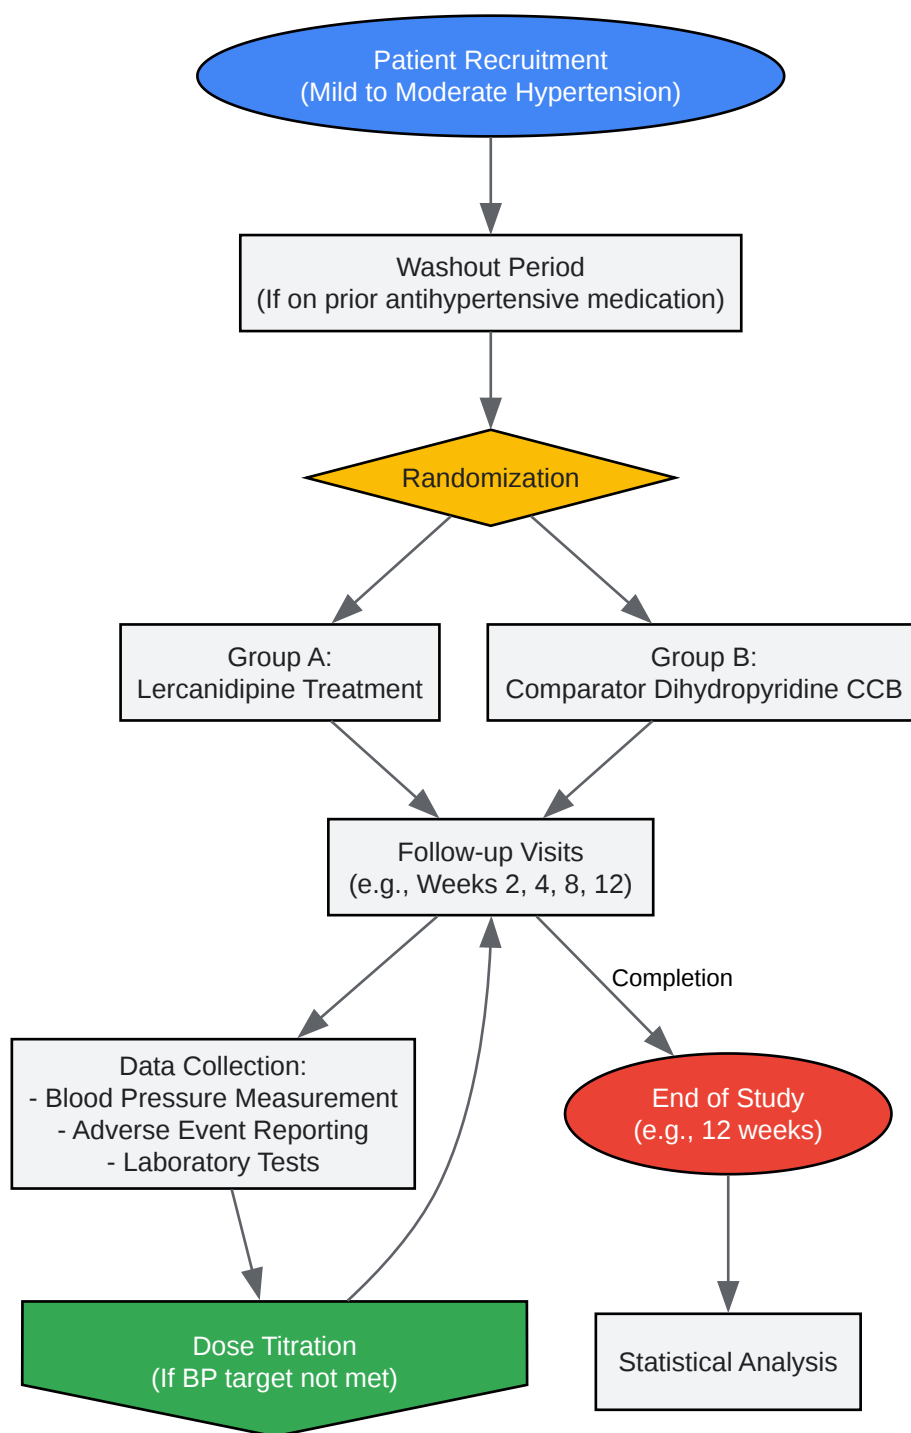 Patient Recruitment
(Mild to Moderate Hypertension)
Washout Period
(If on prior antihypertensive medication)
Randomization
Group A:
Lercanidipine Treatment
Group B:
Comparator Dihydropyridine CCB
Follow-up Visits
(e.g., Weeks 2, 4, 8, 12)
Completion
Data Collection:
- Blood Pressure Measurement
- Adverse Event Reporting
- Laboratory Tests
End of Study
(e.g., 12 weeks)
Dose Titration
(If BP target not met)
Statistical Analysis